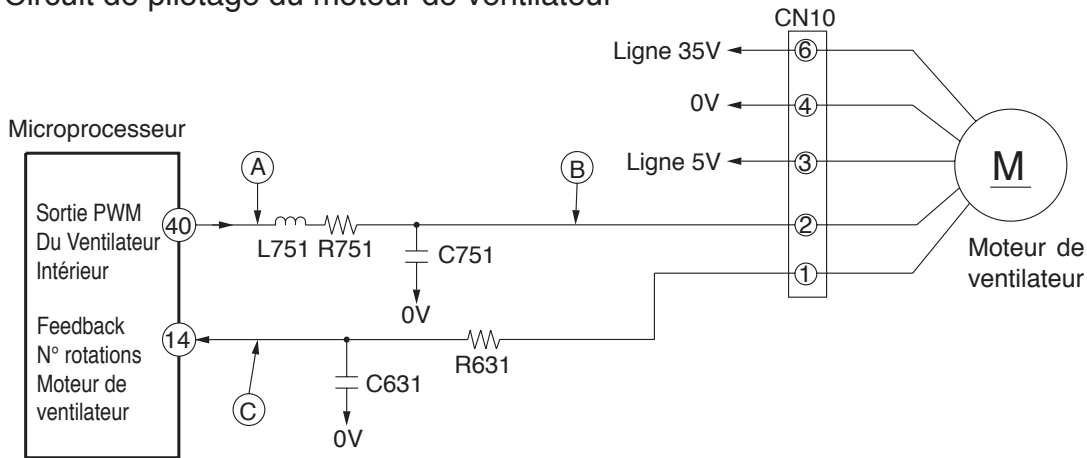 Circuit de pilotage du moteur de ventilateur
CN10
Ligne 35V
6
0V
4
Ligne 5V
3
2
1
M
Moteur de
ventilateur
Microprocesseur
Sortie PWM
Du Ventilateur
Intérieur
40
A
L751 R751
C751
0V
B
Feedback
N° rotations
Moteur de
ventilateur
14
C
C631
0V
R631